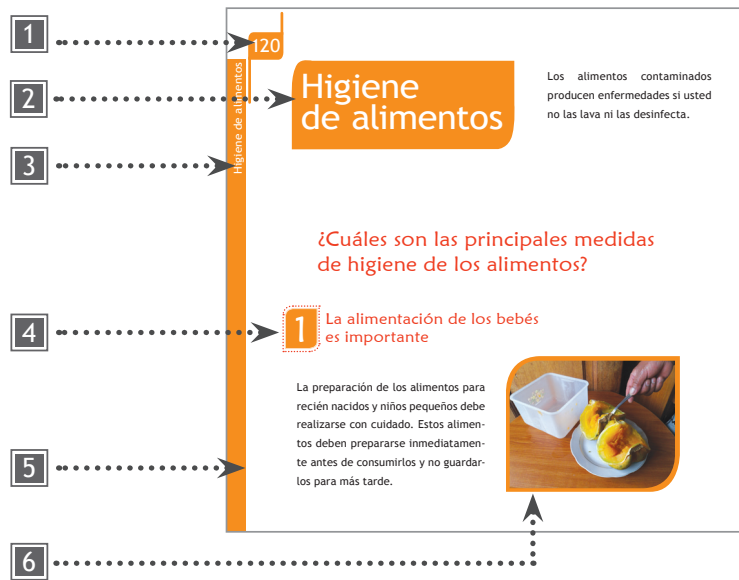 1
120
2
Higiene
de alimentos
Los alimentos contaminados
producen enfermedades si usted
no las lava ni las desinfecta.
3
Higiene de alimentos
¿Cuáles son las principales medidas
de higiene de los alimentos?
4
1
La alimentación de los bebés
es importante
La preparación de los alimentos para
recién nacidos y niños pequeños debe
realizarse con cuidado. Estos alimen-
tos deben prepararse inmediatamen-
te antes de consumirlos y no guardar-
los para más tarde.
5
6